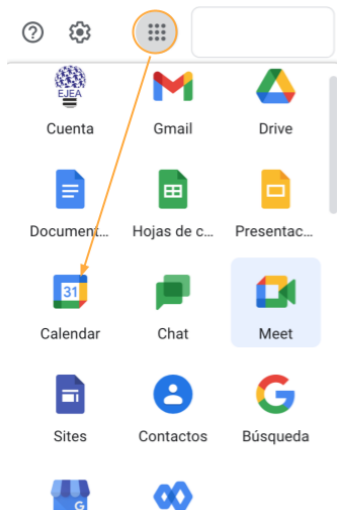 EJEA
Cuenta Gmail Drive
Document... Hojas de c... Presentac...
31
Calendar Chat Meet
Sites Contactos Búsqueda
G